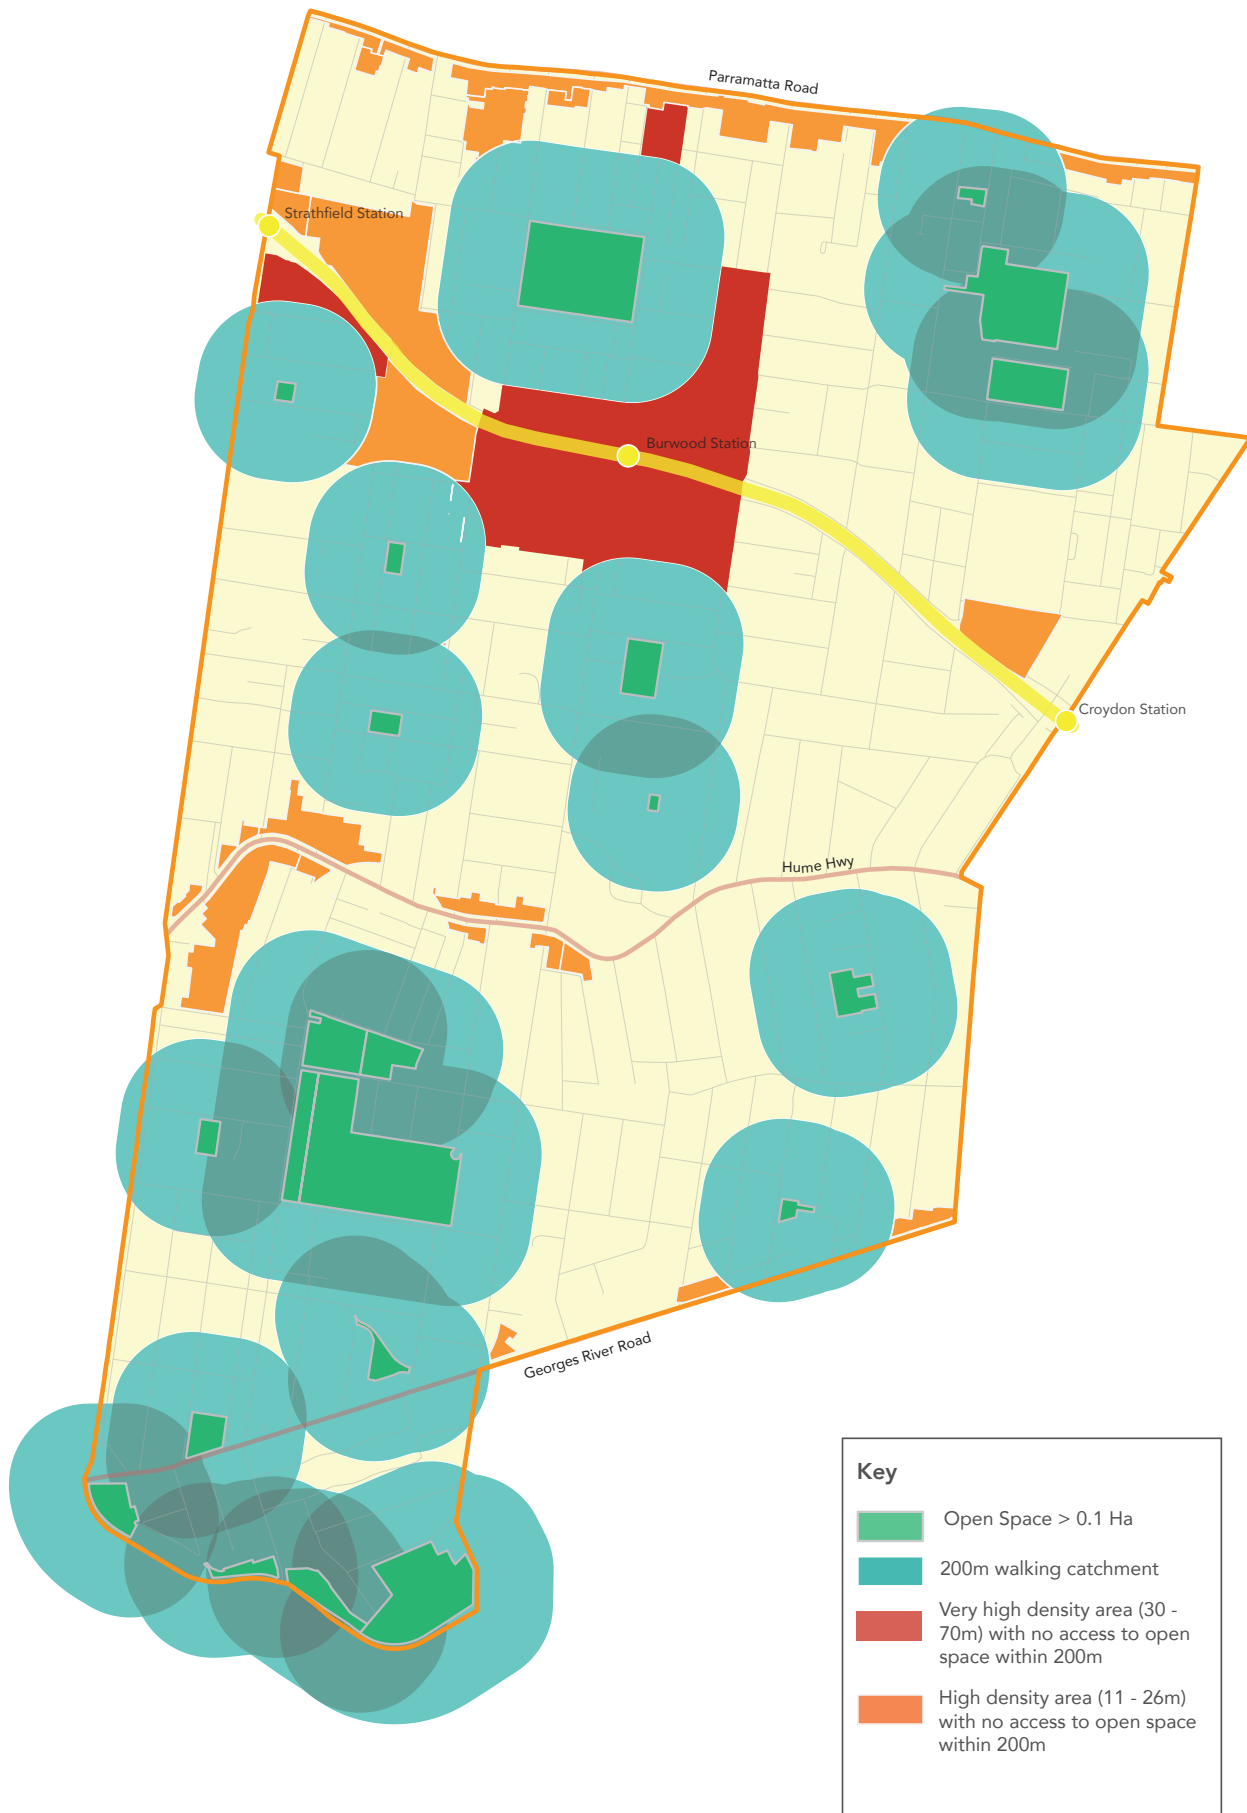 Parramatta Road
Strathfield Station
Burwood Station
Croydon Station
Hume Hwy
Georges River Road
Key
Open Space > 0.1 Ha
200m walking catchment
Very high density area (30 -
70m) with no access to open
space within 200m
High density area (11 - 26m)
with no access to open space
within 200m